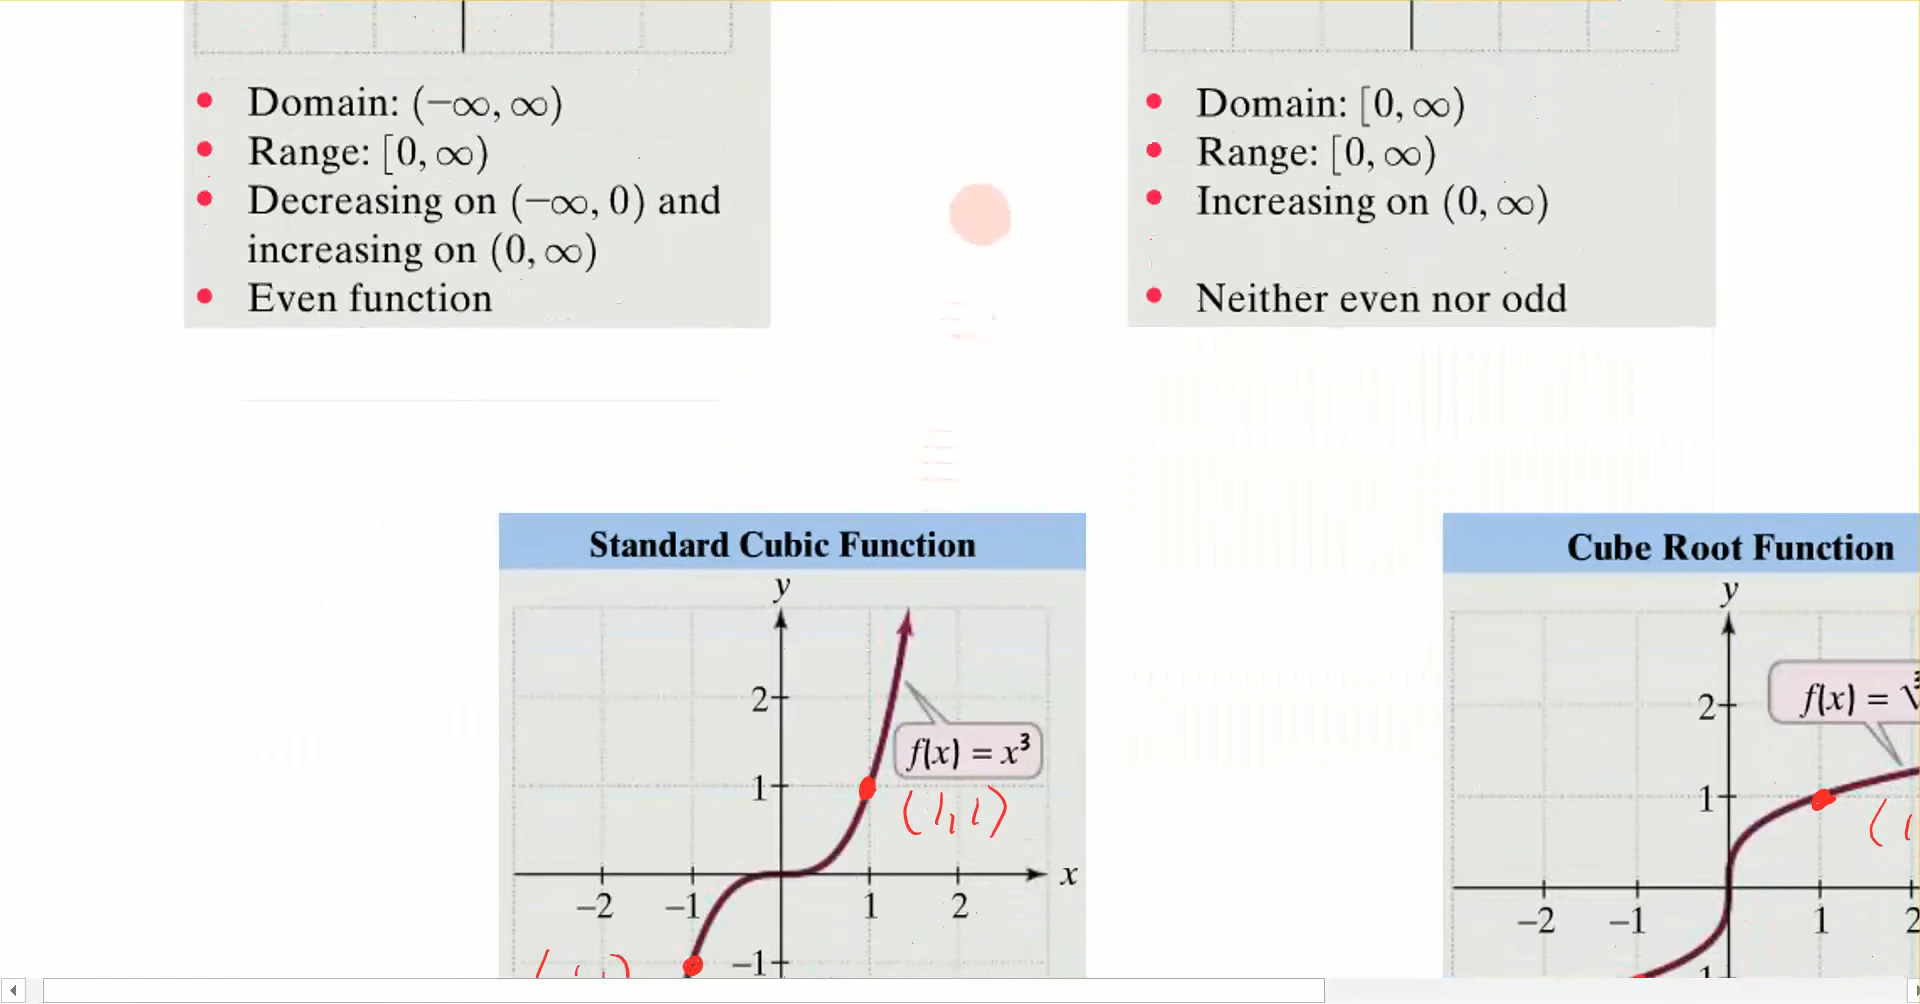 Domain: (−∞, ∞)
Range: [0, ∞)
Decreasing on (−∞, 0) and
increasing on (0, ∞)
Even function
Domain: [0, ∞)
Range: [0, ∞)
Increasing on (0, ∞)
Neither even nor odd
Standard Cubic Function
y
2
f(x) = x³
1
(1,1)
x
−2 −1 1 2
−1
Cube Root Function
y
f(x) =
2
1
−2 −1 1 2